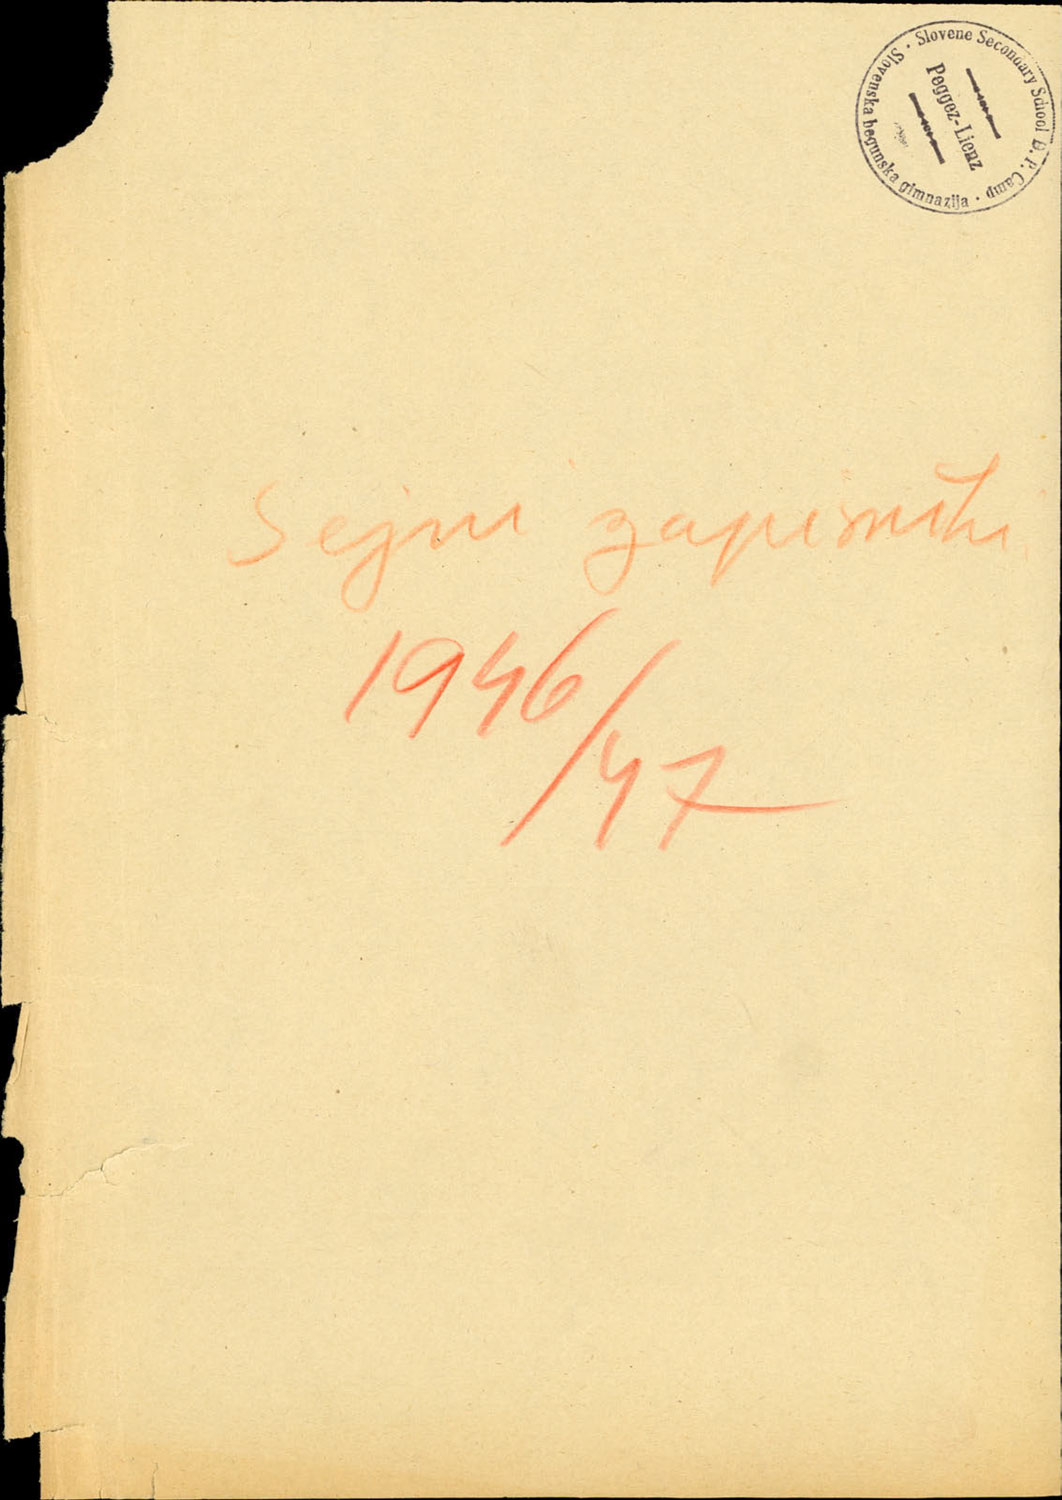 Slovene Secondary School D. P. Camp · Slovenska begunska gimnazija ·
Peggez-Lienz
Sejni zapisniki
1946/47